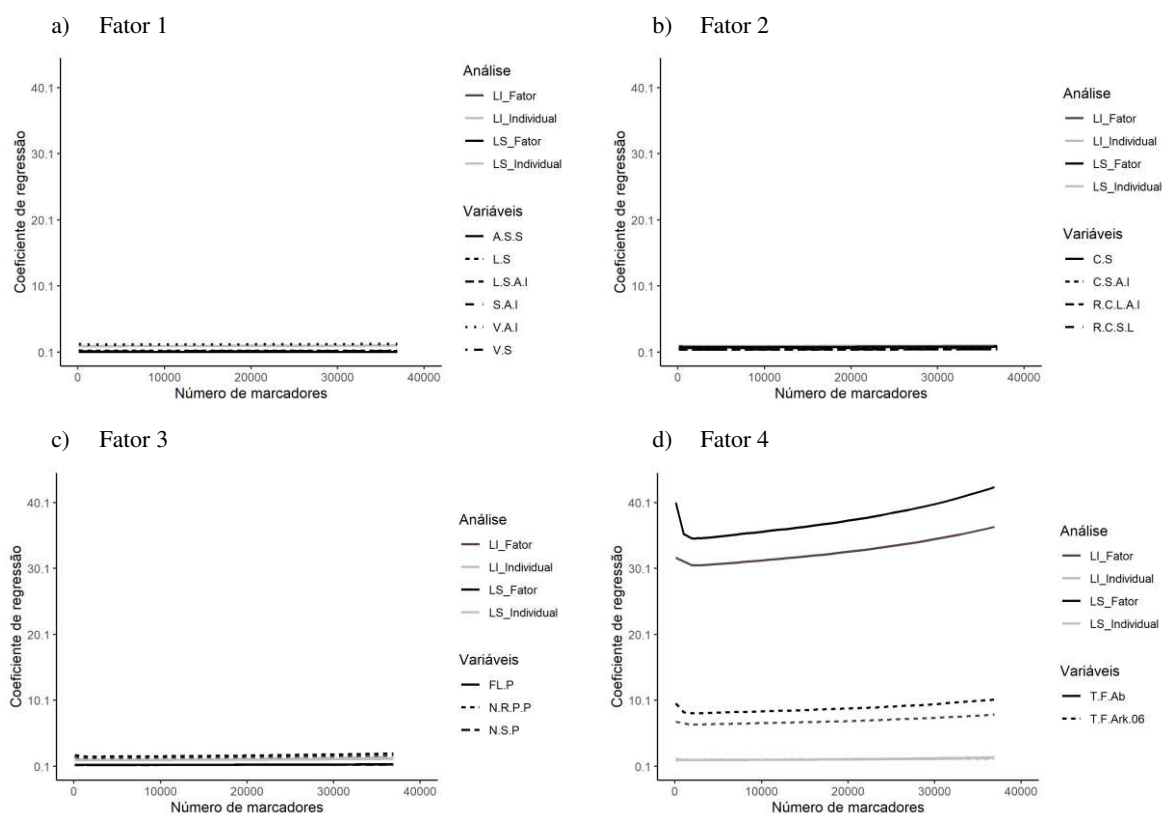 a) Fator 1
Coeficiente de regressão
40.1
30.1
20.1
10.1
0.1
0
10000
20000
30000
40000
Número de marcadores
Análise
LI_Fator
LI_Individual
LS_Fator
LS_Individual
Variáveis
A.S.S
L.S
L.S.A.I
S.A.I
V.A.I
V.S
b) Fator 2
Coeficiente de regressão
40.1
30.1
20.1
10.1
0.1
0
10000
20000
30000
40000
Número de marcadores
Análise
LI_Fator
LI_Individual
LS_Fator
LS_Individual
Variáveis
C.S
C.S.A.I
R.C.L.A.I
R.C.S.L
c) Fator 3
Coeficiente de regressão
40.1
30.1
20.1
10.1
0.1
0
10000
20000
30000
40000
Número de marcadores
Análise
LI_Fator
LI_Individual
LS_Fator
LS_Individual
Variáveis
FL.P
N.R.P.P
N.S.P
d) Fator 4
Coeficiente de regressão
40.1
30.1
20.1
10.1
0.1
0
10000
20000
30000
40000
Número de marcadores
Análise
LI_Fator
LI_Individual
LS_Fator
LS_Individual
Variáveis
T.F.Ab
T.F.Ark.06